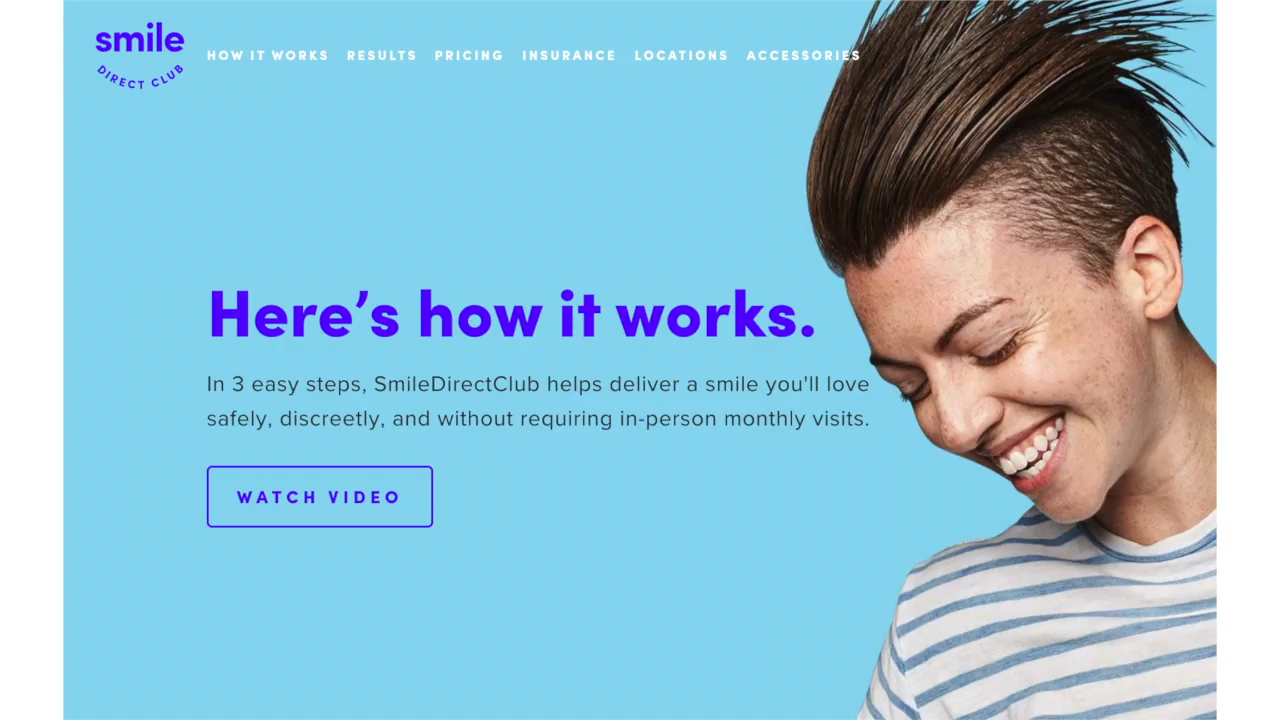 smile
DIRECT CLUB
HOW IT WORKS
RESULTS
PRICING
INSURANCE
LOCATIONS
ACCESSORIES
Here’s how it works.
In 3 easy steps, SmileDirectClub helps deliver a smile you'll love
safely, discreetly, and without requiring in-person monthly visits.
WATCH VIDEO